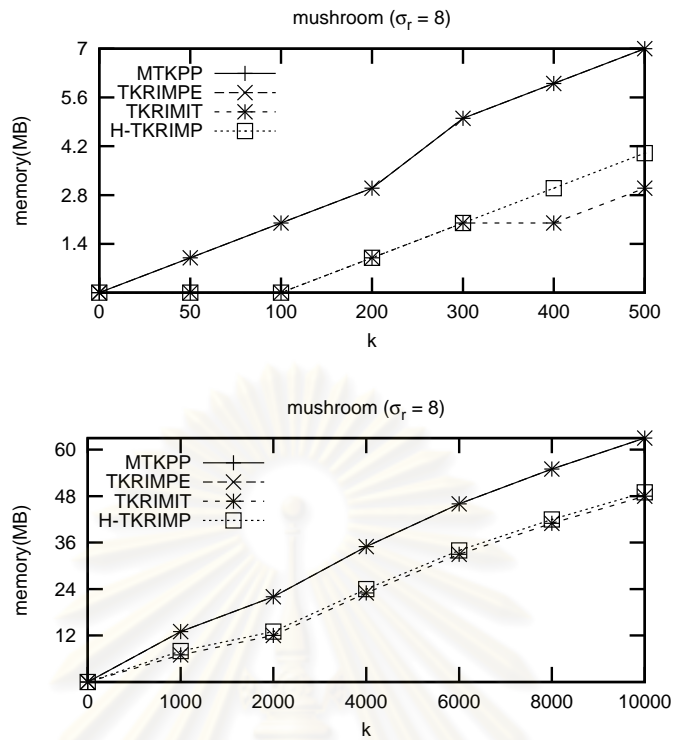 mushroom (σr = 8)
7
5.6
4.2
2.8
1.4
memory(MB)
MTKPP
TKRIMPE
TKRIMIT
H-TKRIMP
0 50 100 200 300 400 500
k
mushroom (σr = 8)
60
48
36
24
12
memory(MB)
MTKPP
TKRIMPE
TKRIMIT
H-TKRIMP
0 1000 2000 4000 6000 8000 10000
k